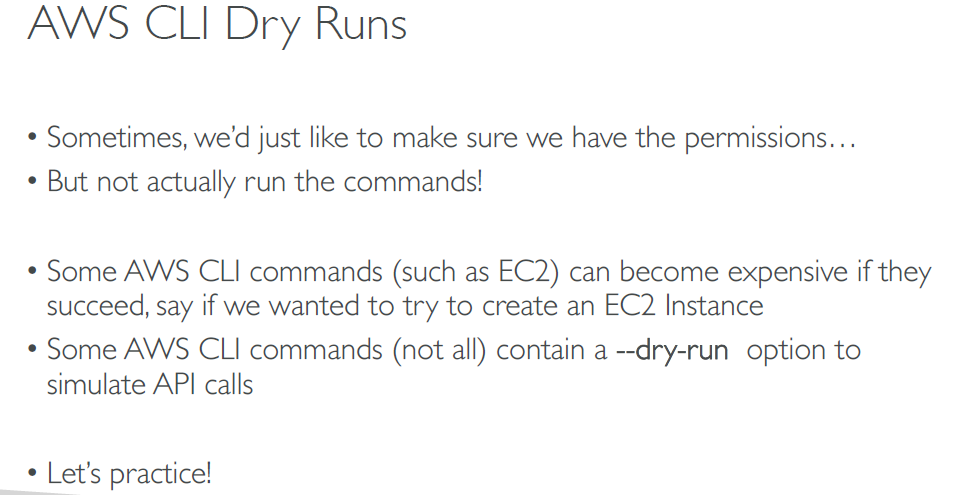 AWS CLI Dry Runs
• Sometimes, we’d just like to make sure we have the permissions…
• But not actually run the commands!
• Some AWS CLI commands (such as EC2) can become expensive if they
succeed, say if we wanted to try to create an EC2 Instance
• Some AWS CLI commands (not all) contain a --dry-run option to
simulate API calls
• Let’s practice!